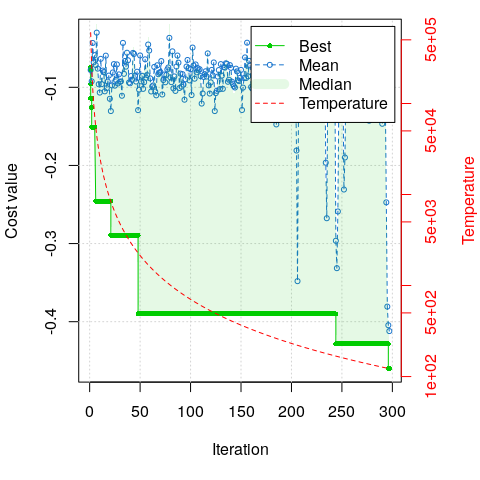 Best
Mean
Median
Temperature
-0.1
-0.2
-0.3
-0.4
Cost value
0
50
100
150
200
250
300
Iteration
5e+05
5e+04
5e+03
5e+02
1e+02
Temperature